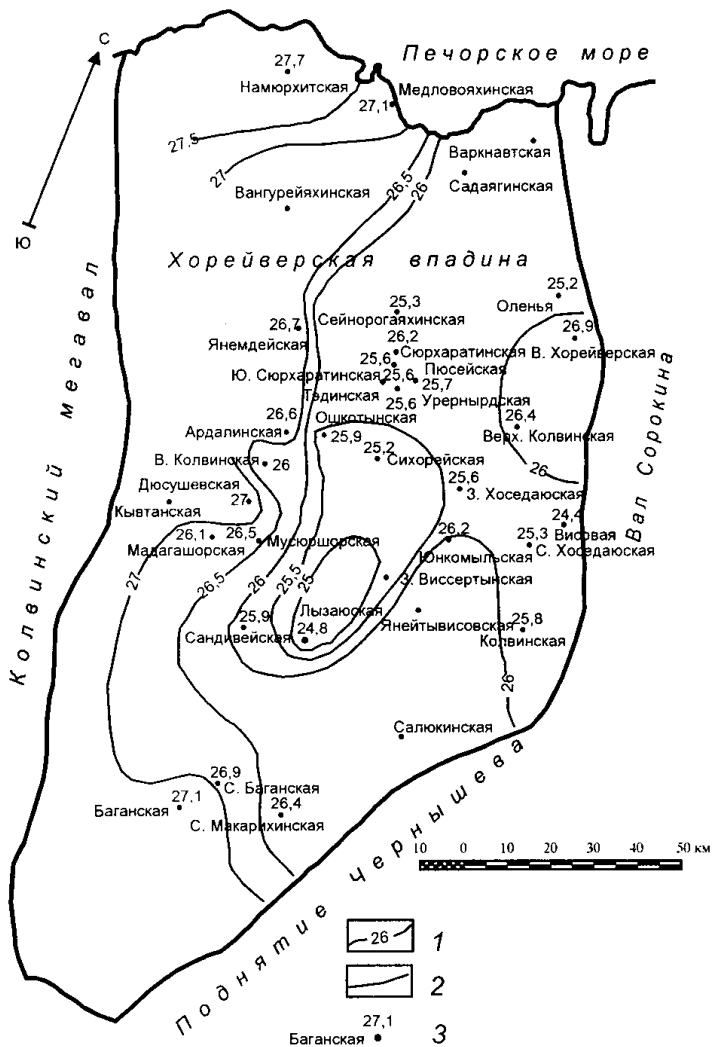 С
Ю
Печорское море
27,7
Намюрхитская
Медловояхинская
27,1
27,5
27
Варкнавтская
Садаягинская
26,5
26
Вангурейяхинская
Хорейверская впадина
25,2
Оленья
25,3
Сейнорогаяхинская
26,7
Янемдейская
26,9
В. Хорейверская
26,2
Сюрхаратинская
25,6
Ю. Сюрхаратинская
25,6
Пюсейская
Тэдинская
25,7
25,6
Урернырдская
26,6
Ардалинская
Ошкотынская
25,9
26,4
Верх. Колвинская
В. Колвинская
26
25,2
Сихорейская
26
Дюсушевская
27
Кывтанская
25,6
З. Хоседаюская
24,4
Висовая
26,1
Мадагашорская
26,5
Мусюршорская
26,2
Юнкомыльская
25,3
С. Хоседаюская
27
26,5
26
25,5
25
З. Виссертынская
Лызаюская
24,8
25,9
Сандивейская
Янейтывисовская
25,8
Колвинская
26
Салюкинская
26,9
С. Баганская
27,1
Баганская
26,4
С. Макарихинская
Колвинский мегавал
Вал Сорокина
Поднятие Чернышева
10 0 10 20 30 40 50 км
26
1
2
27,1
Баганская
3